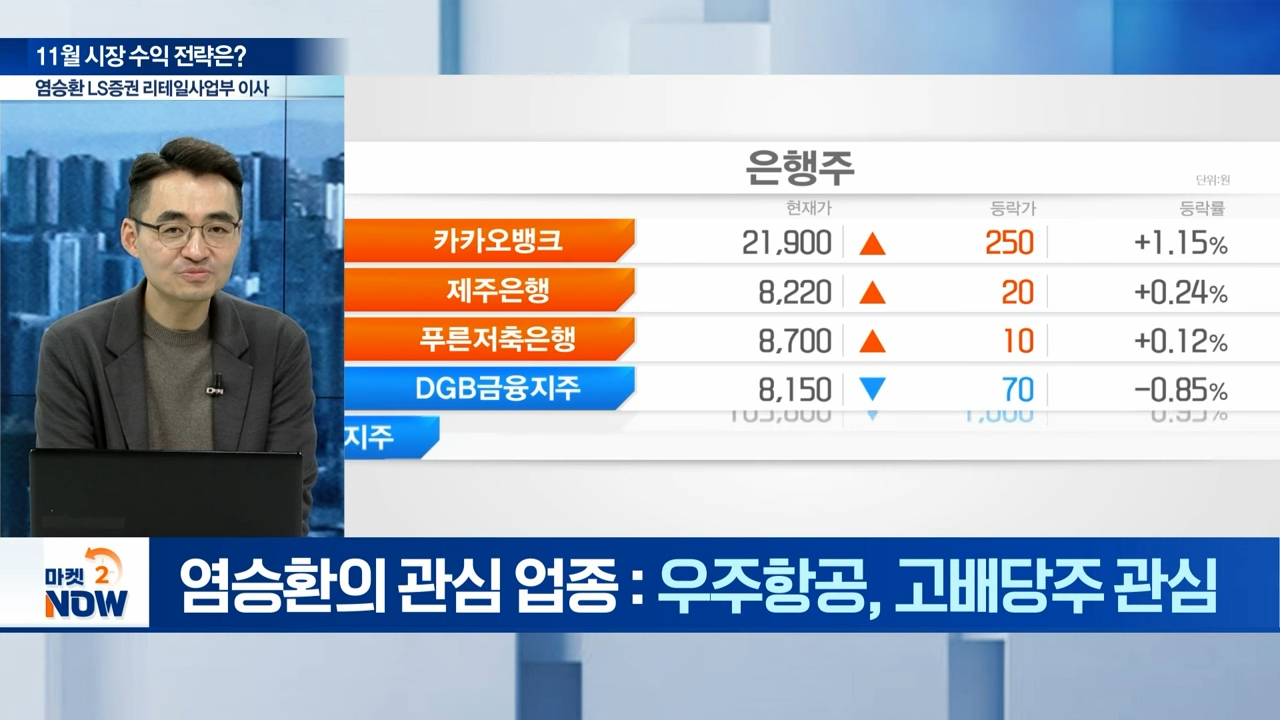 11월 시장 수익 전략은?
염승환 LS증권 리테일사업부 이사
은행주
단위:원
현재가 등락가 등락률
카카오뱅크 21,900 ▲ 250 +1.15%
제주은행 8,220 ▲ 20 +0.24%
푸른저축은행 8,700 ▲ 10 +0.12%
DGB금융지주 8,150 ▼ 70 -0.85%
지주
마켓 2
NOW
염승환의 관심 업종 : 우주항공, 고배당주 관심